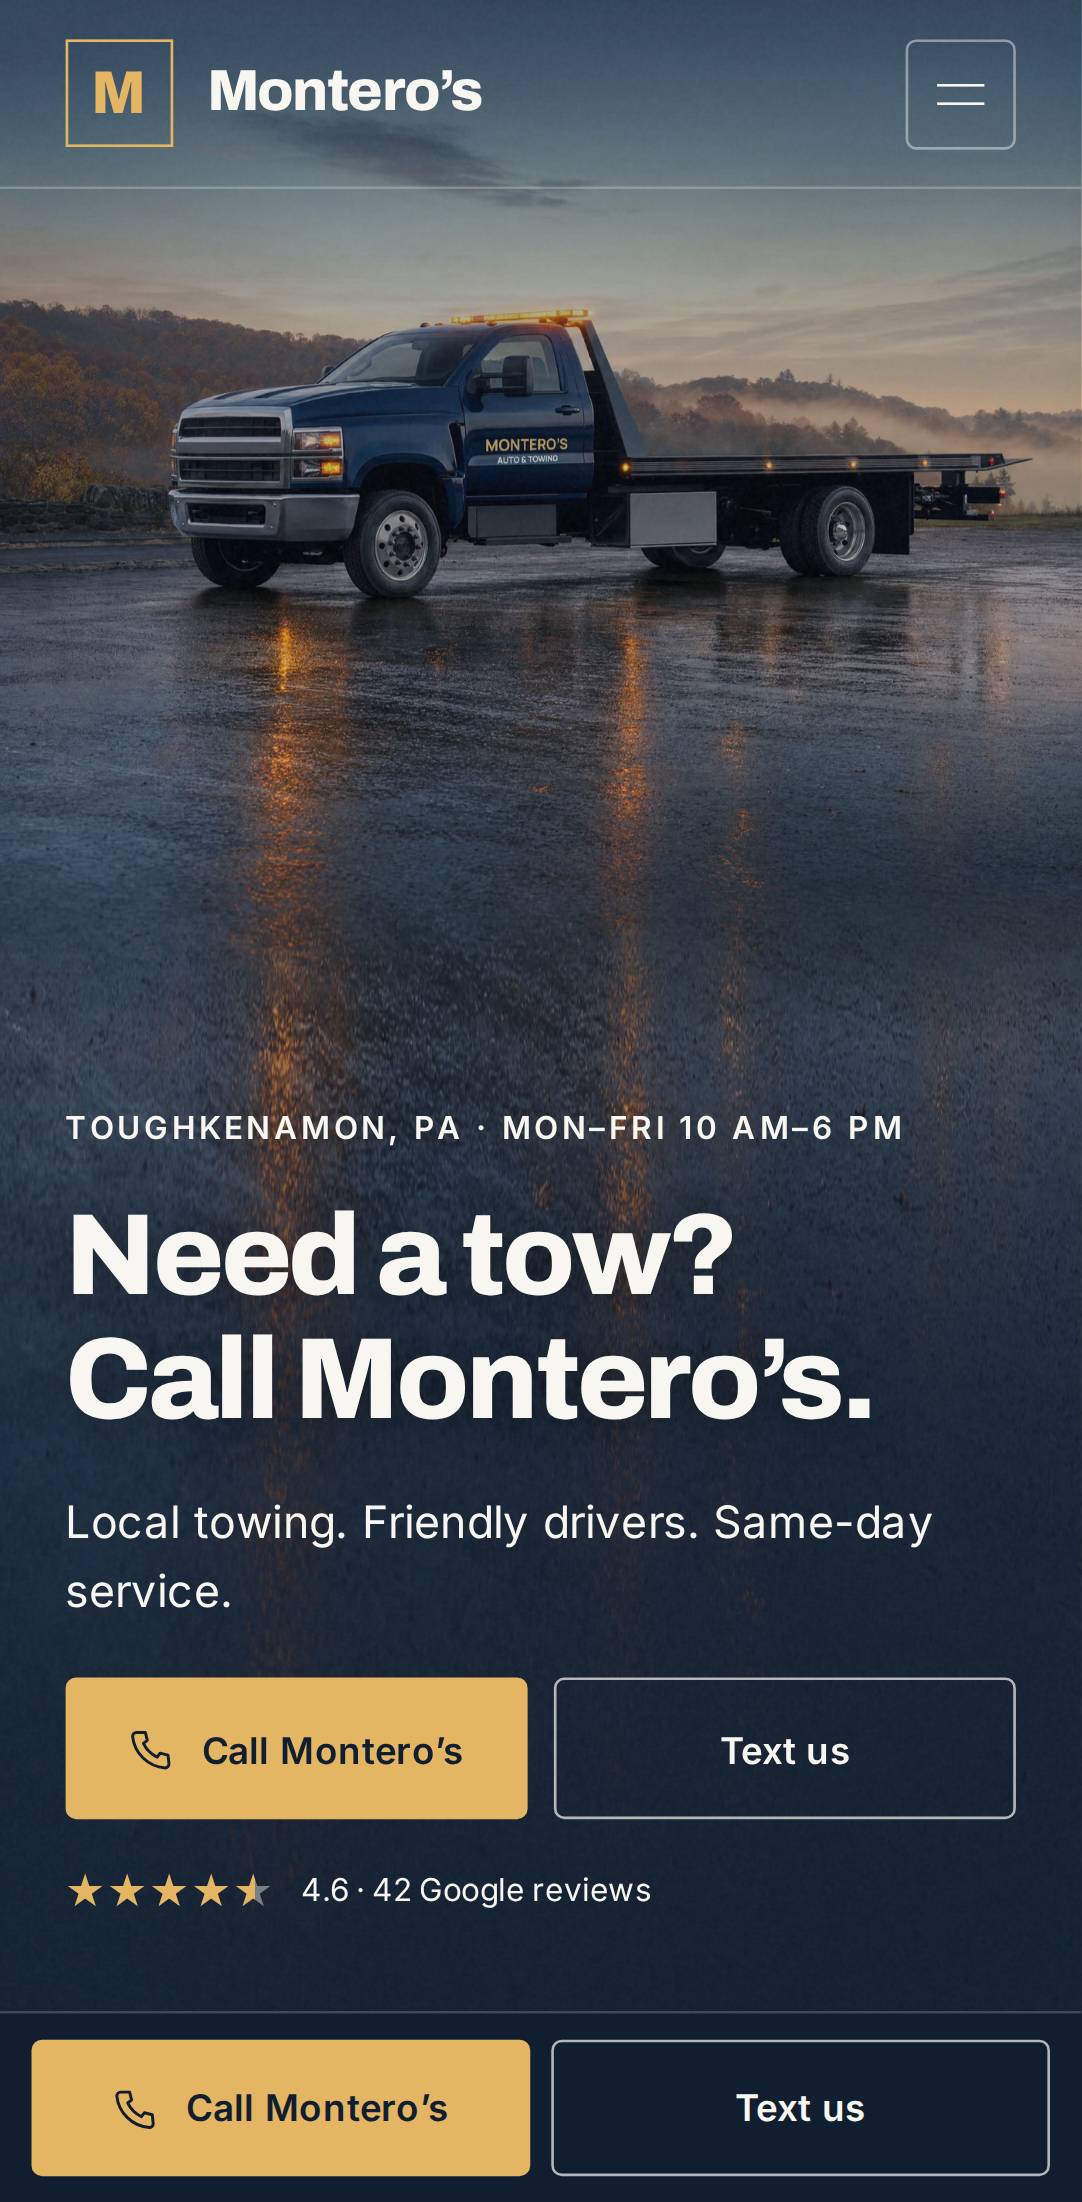 M
Montero’s
MONTERO'S
AUTO & TOWING
TOUGHKENAMON, PA · MON–FRI 10 AM–6 PM
Need a tow?
Call Montero’s.
Local towing. Friendly drivers. Same-day
service.
Call Montero’s
Text us
4.6 · 42 Google reviews
Call Montero’s
Text us